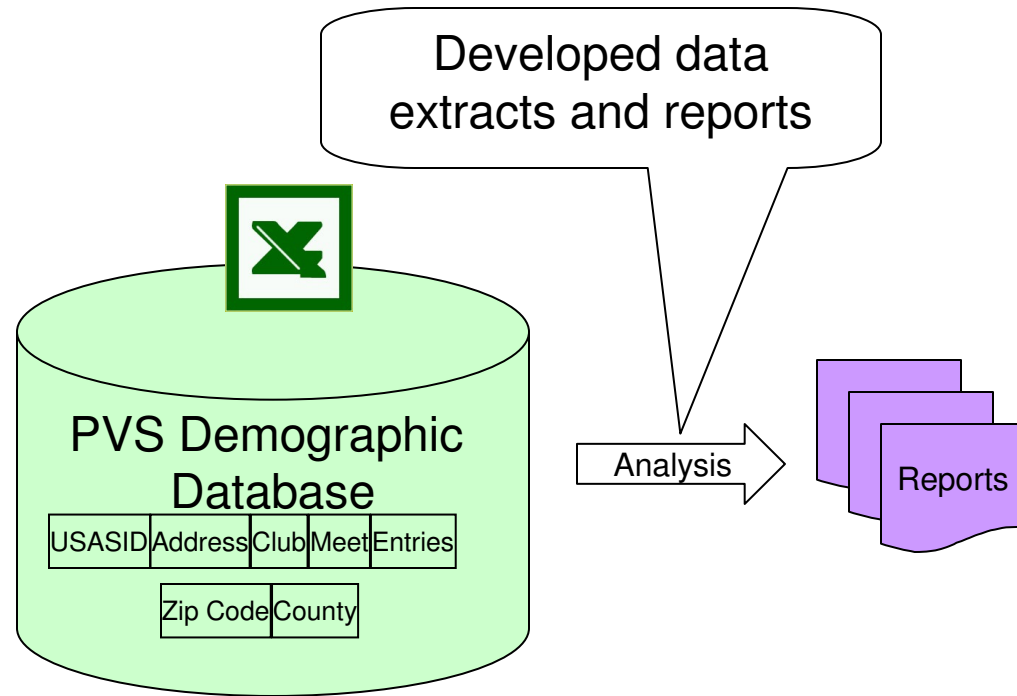 Developed data
extracts and reports
PVS Demographic
Database
USASID Address Club Meet Entries
Zip Code County
Analysis
Reports